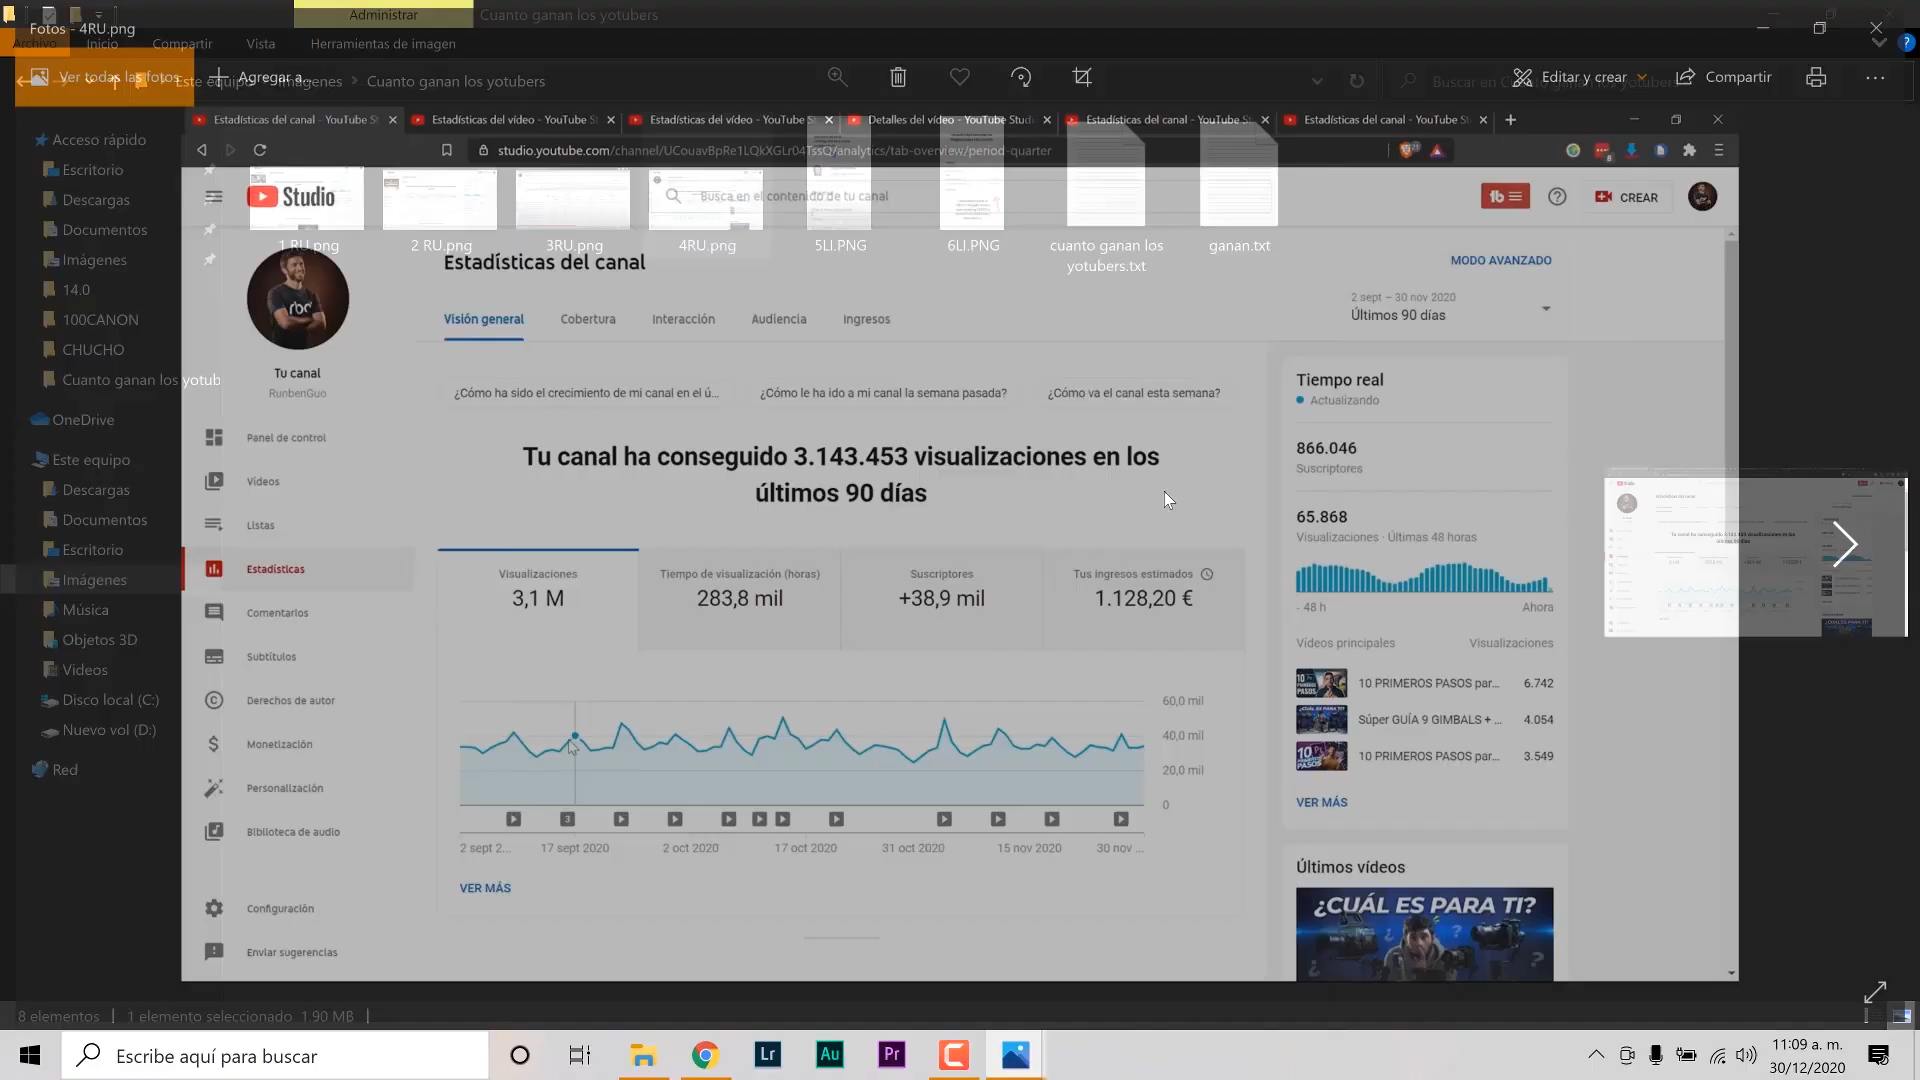 Administrar
Cuanto ganan los yotubers
Fotos - 4RU.png
Archivo
Inicio
Compartir
Vista
Herramientas de imagen
Ver todas las fotos
Agregar a...
Este equipo
Imágenes
Cuanto ganan los yotubers
Editar y crear
Compartir
Estadísticas del canal - YouTube St
Estadísticas del vídeo - YouTube S
Estadísticas del vídeo - YouTube S
Detalles del vídeo - YouTube Studi
Estadísticas del canal - YouTube St
Estadísticas del canal - YouTube St
studio.youtube.com/channel/UCouavBpRe1LQkXGLr04TssQ/analytics/tab-overview/period-quarter
Acceso rápido
Escritorio
Descargas
Documentos
Imágenes
14.0
100CANON
CHUCHO
Cuanto ganan los yotub
OneDrive
Este equipo
Descargas
Documentos
Escritorio
Imágenes
Música
Objetos 3D
Videos
Disco local (C:)
Nuevo vol (D:)
Red
Studio
Busca en el contenido de tu canal
CREAR
1 RU.png
2 RU.png
3RU.png
4RU.png
5LI.PNG
6LI.PNG
cuanto ganan los
yotubers.txt
ganan.txt
Tu canal
RunbenGuo
Panel de control
Vídeos
Listas
Estadísticas
Comentarios
Subtítulos
Derechos de autor
Monetización
Personalización
Biblioteca de audio
Configuración
Enviar sugerencias
Estadísticas del canal
MODO AVANZADO
Visión general
Cobertura
Interacción
Audiencia
Ingresos
2 sept – 30 nov 2020
Últimos 90 días
¿Cómo ha sido el crecimiento de mi canal en el ú...
¿Cómo le ha ido a mi canal la semana pasada?
¿Cómo va el canal esta semana?
Tu canal ha conseguido 3.143.453 visualizaciones en los
últimos 90 días
Visualizaciones
3,1 M
Tiempo de visualización (horas)
283,8 mil
Suscriptores
+38,9 mil
Tus ingresos estimados
1.128,20 €
60,0 mil
40,0 mil
20,0 mil
0
3
2 sept 2...
17 sept 2020
2 oct 2020
17 oct 2020
31 oct 2020
15 nov 2020
30 nov ...
VER MÁS
Tiempo real
Actualizando
866.046
Suscriptores
65.868
Visualizaciones · Últimas 48 horas
- 48 h
Ahora
Vídeos principales
Visualizaciones
10 PRIMEROS PASOS par...
6.742
Súper GUÍA 9 GIMBALS + ...
4.054
10 PRIMEROS PASOS par...
3.549
VER MÁS
Últimos vídeos
¿CUÁL ES PARA TI?
8 elementos
1 elemento seleccionado 1.90 MB
Escribe aquí para buscar
Lr
Au
Pr
11:09 a. m.
30/12/2020